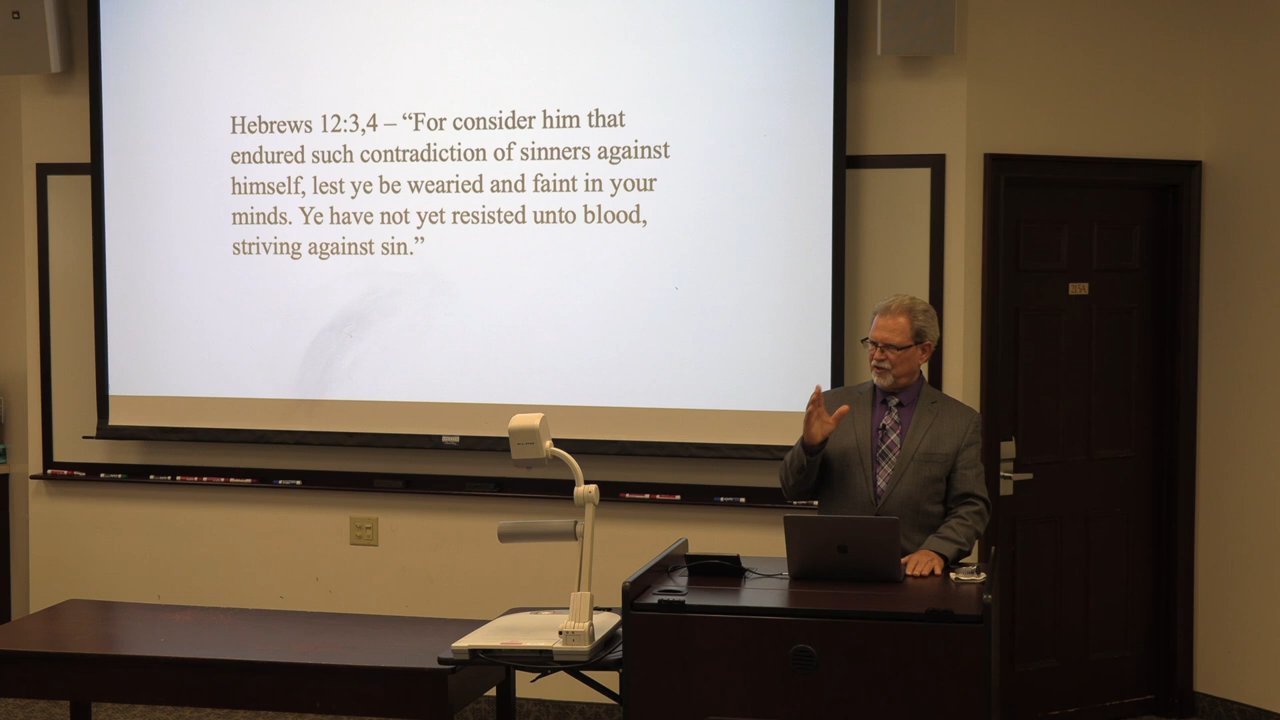 Hebrews 12:3,4 – “For consider him that
endured such contradiction of sinners against
himself, lest ye be wearied and faint in your
minds. Ye have not yet resisted unto blood,
striving against sin.”